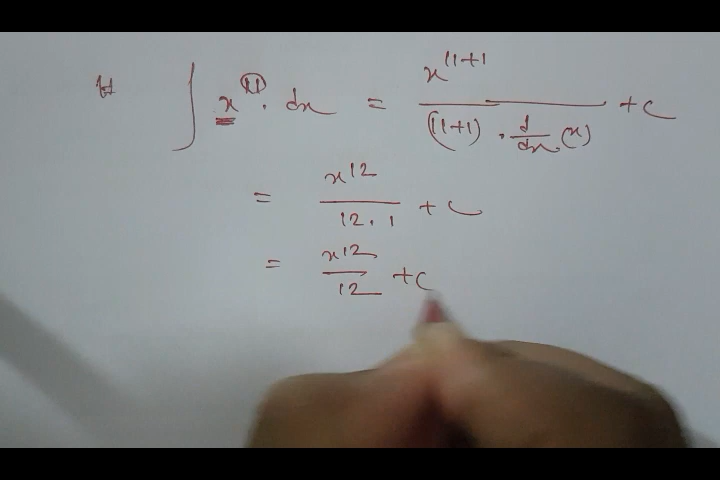 # ∫ x^11 . dx = x^11+1 / (11+1) . d/dx (x) + c
= x^12 / 12 . 1 + c
= x^12 / 12 + c